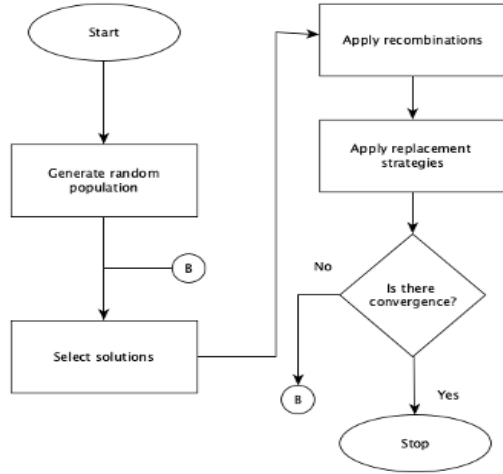 Start
Generate random
population
B
Select solutions
Apply recombinations
Apply replacement
strategies
Is there
convergence?
No
B
Yes
Stop